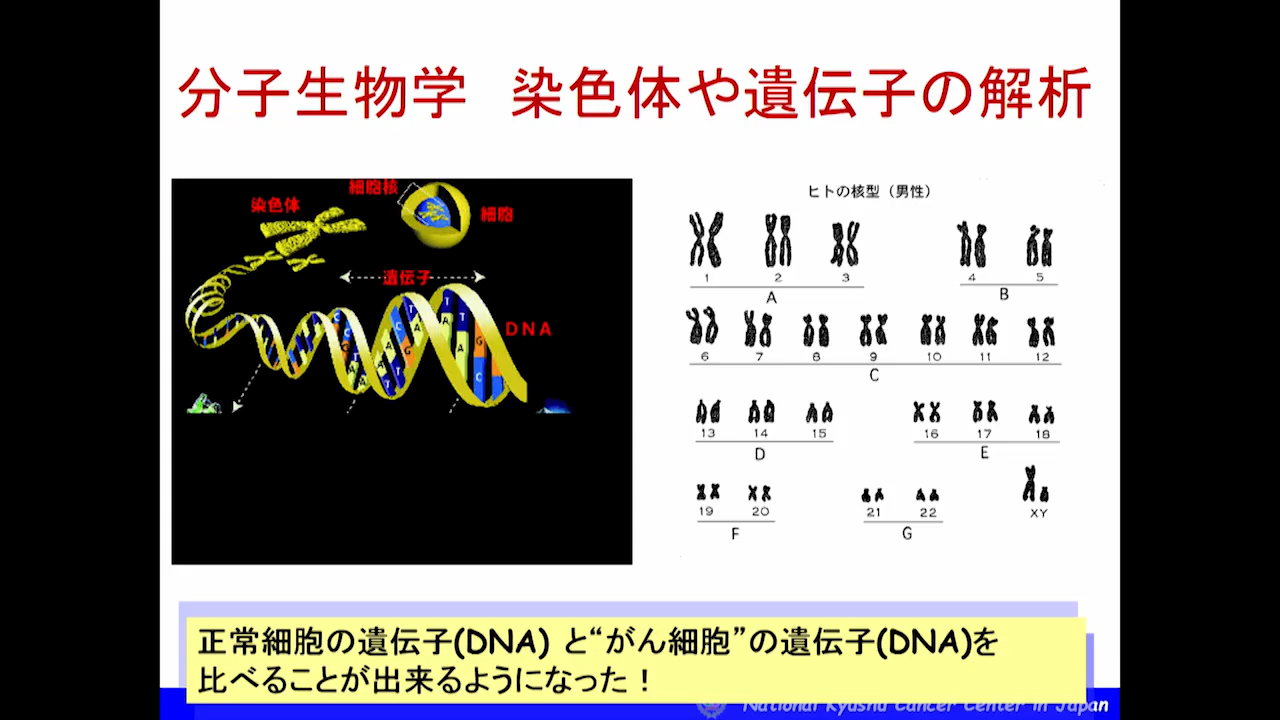 分子生物学　染色体や遺伝子の解析
細胞核
染色体
細胞
遺伝子
DNA
T T C C A G T A G A T A T C
ヒトの核型（男性）
1 2 3 4 5
A B
6 7 8 9 10 11 12
C
13 14 15 16 17 18
D E
19 20 21 22 XY
F G
正常細胞の遺伝子(DNA) と“がん細胞”の遺伝子(DNA)を
比べることが出来るようになった！
National Kyushu Cancer Center in Japan